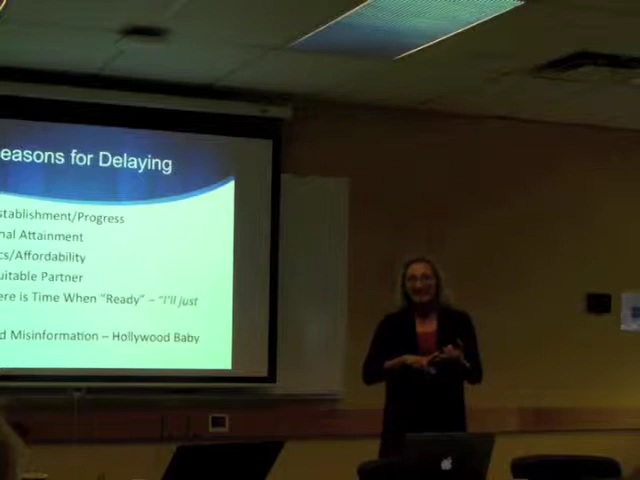 easons for Delaying
stablishment/Progress
nal Attainment
cs/Affordability
uitable Partner
ere is Time When “Ready” – “I’ll just
d Misinformation – Hollywood Baby